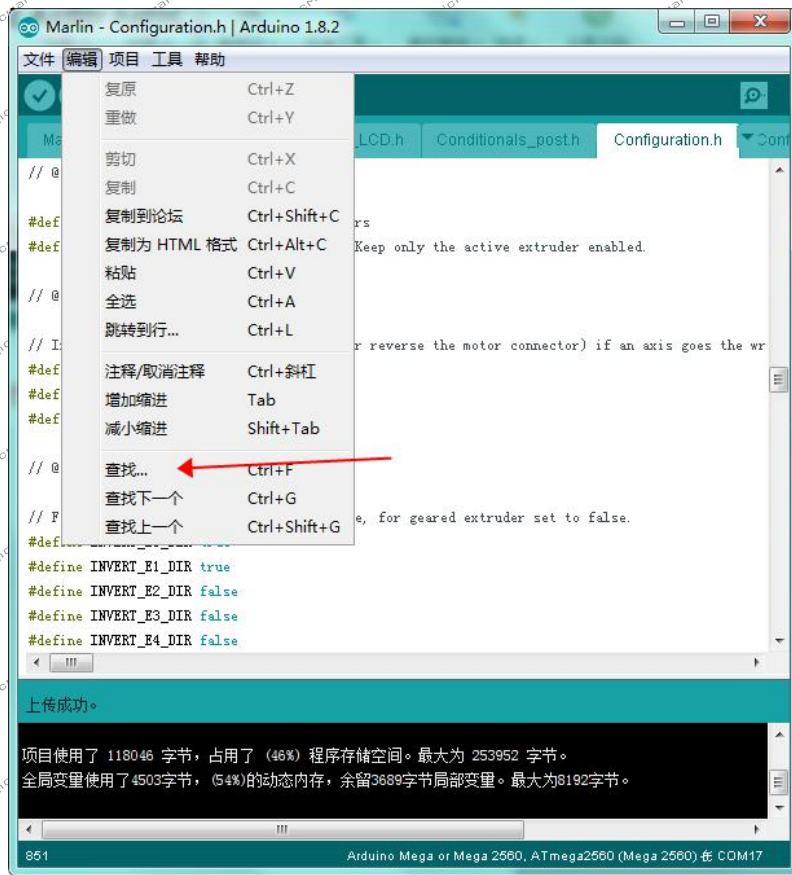 Marlin - Configuration.h | Arduino 1.8.2
文件 编辑 项目 工具 帮助
复原 Ctrl+Z
重做 Ctrl+Y
Ma _LCD.h Conditionals_post.h Configuration.h Conf
剪切 Ctrl+X
// @
复制 Ctrl+C
复制到论坛 Ctrl+Shift+C
#def rs
复制为 HTML 格式 Ctrl+Alt+C
#def Keep only the active extruder enabled.
粘贴 Ctrl+V
// @
全选 Ctrl+A
跳转到行... Ctrl+L
// I r reverse the motor connector) if an axis goes the wr
注释/取消注释 Ctrl+斜杠
#def
增加缩进 Tab
#def
减小缩进 Shift+Tab
#def
查找... Ctrl+F
// @
查找下一个 Ctrl+G
// F e, for geared extruder set to false.
查找上一个 Ctrl+Shift+G
#define INVERT_E1_DIR true
#define INVERT_E2_DIR false
#define INVERT_E3_DIR false
#define INVERT_E4_DIR false
上传成功。
项目使用了 118046 字节，占用了 (46%) 程序存储空间。最大为 253952 字节。
全局变量使用了4503字节，(54%)的动态内存，余留3689字节局部变量。最大为8192字节。
851 Arduino Mega or Mega 2560, ATmega2560 (Mega 2560) 在 COM17